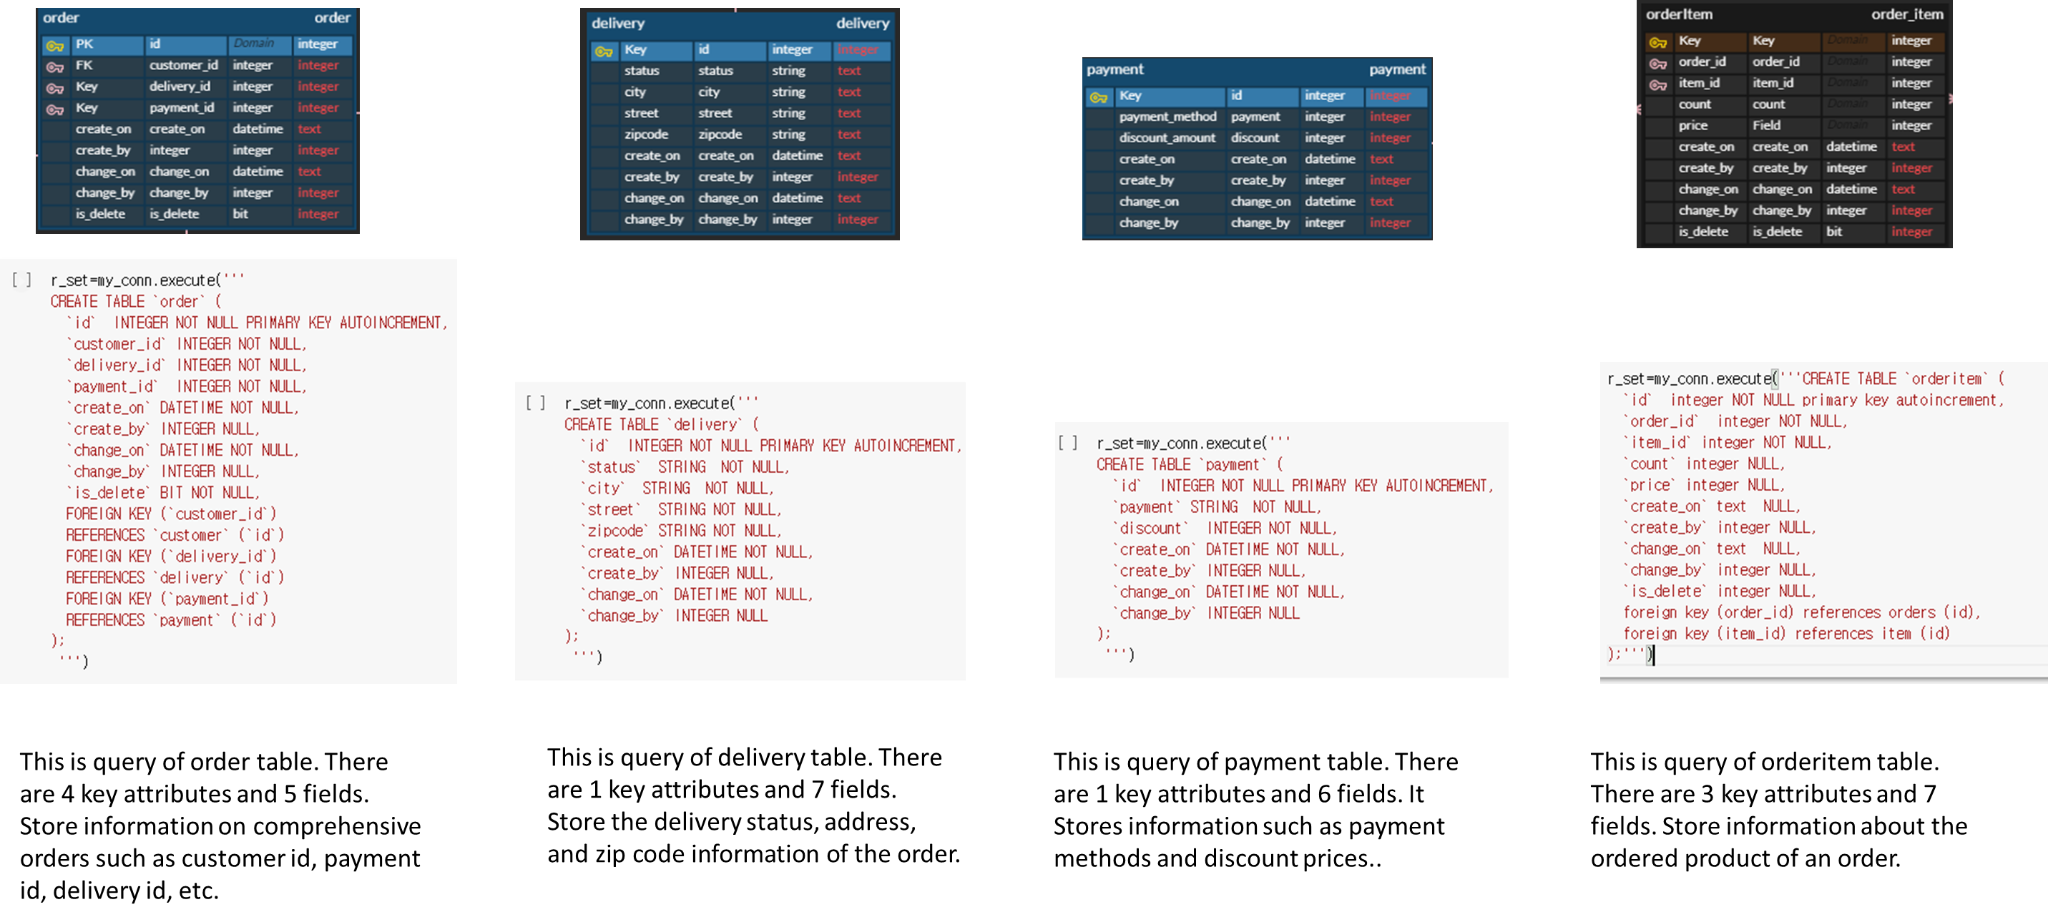 order order
PK id Domain integer
FK customer_id integer integer
Key delivery_id integer integer
Key payment_id integer integer
create_on create_on datetime text
create_by integer integer integer
change_on change_on datetime text
change_by change_by integer integer
is_delete is_delete bit integer
[ ] r_set=my_conn.execute('''
CREATE TABLE `order` (
`id` INTEGER NOT NULL PRIMARY KEY AUTOINCREMENT,
`customer_id` INTEGER NOT NULL,
`delivery_id` INTEGER NOT NULL,
`payment_id` INTEGER NOT NULL,
`create_on` DATETIME NOT NULL,
`create_by` INTEGER NULL,
`change_on` DATETIME NOT NULL,
`change_by` INTEGER NULL,
`is_delete` BIT NOT NULL,
FOREIGN KEY (`customer_id`)
REFERENCES `customer` (`id`)
FOREIGN KEY (`delivery_id`)
REFERENCES `delivery` (`id`)
FOREIGN KEY (`payment_id`)
REFERENCES `payment` (`id`)
);
''')
This is query of order table. There
are 4 key attributes and 5 fields.
Store information on comprehensive
orders such as customer id, payment
id, delivery id, etc.
delivery delivery
Key id integer integer
status status string text
city city string text
street street string text
zipcode zipcode string text
create_on create_on datetime text
create_by create_by integer integer
change_on change_on datetime text
change_by change_by integer integer
[ ] r_set=my_conn.execute('''
CREATE TABLE `delivery` (
`id` INTEGER NOT NULL PRIMARY KEY AUTOINCREMENT,
`status` STRING NOT NULL,
`city` STRING NOT NULL,
`street` STRING NOT NULL,
`zipcode` STRING NOT NULL,
`create_on` DATETIME NOT NULL,
`create_by` INTEGER NULL,
`change_on` DATETIME NOT NULL,
`change_by` INTEGER NULL
);
''')
This is query of delivery table. There
are 1 key attributes and 7 fields.
Store the delivery status, address,
and zip code information of the order.
payment payment
Key id integer integer
payment_method payment integer integer
discount_amount discount integer integer
create_on create_on datetime text
create_by create_by integer integer
change_on change_on datetime text
change_by change_by integer integer
[ ] r_set=my_conn.execute('''
CREATE TABLE `payment` (
`id` INTEGER NOT NULL PRIMARY KEY AUTOINCREMENT,
`payment` STRING NOT NULL,
`discount` INTEGER NOT NULL,
`create_on` DATETIME NOT NULL,
`create_by` INTEGER NULL,
`change_on` DATETIME NOT NULL,
`change_by` INTEGER NULL
);
''')
This is query of payment table. There
are 1 key attributes and 6 fields. It
Stores information such as payment
methods and discount prices..
orderItem order_item
Key Key Domain integer
order_id order_id Domain integer
item_id item_id Domain integer
count count Domain integer
price Field Domain integer
create_on create_on datetime text
create_by create_by integer integer
change_on change_on datetime text
change_by change_by integer integer
is_delete is_delete bit integer
r_set=my_conn.execute('''CREATE TABLE `orderitem` (
`id` integer NOT NULL primary key autoincrement,
`order_id` integer NOT NULL,
`item_id` integer NOT NULL,
`count` integer NULL,
`price` integer NULL,
`create_on` text NULL,
`create_by` integer NULL,
`change_on` text NULL,
`change_by` integer NULL,
`is_delete` integer NULL,
foreign key (order_id) references orders (id),
foreign key (item_id) references item (id)
);''')
This is query of orderitem table.
There are 3 key attributes and 7
fields. Store information about the
ordered product of an order.